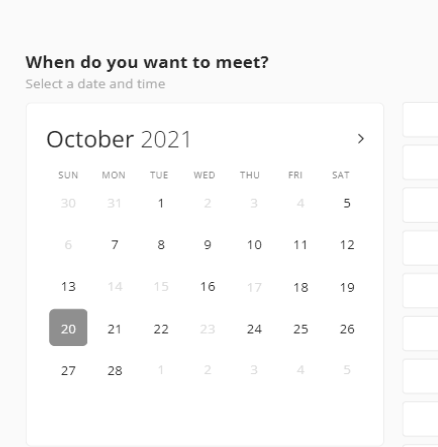 When do you want to meet?
Select a date and time
October 2021
SUN MON TUE WED THU FRI SAT
30 31 1 2 3 4 5
6 7 8 9 10 11 12
13 14 15 16 17 18 19
20 21 22 23 24 25 26
27 28 1 2 3 4 5